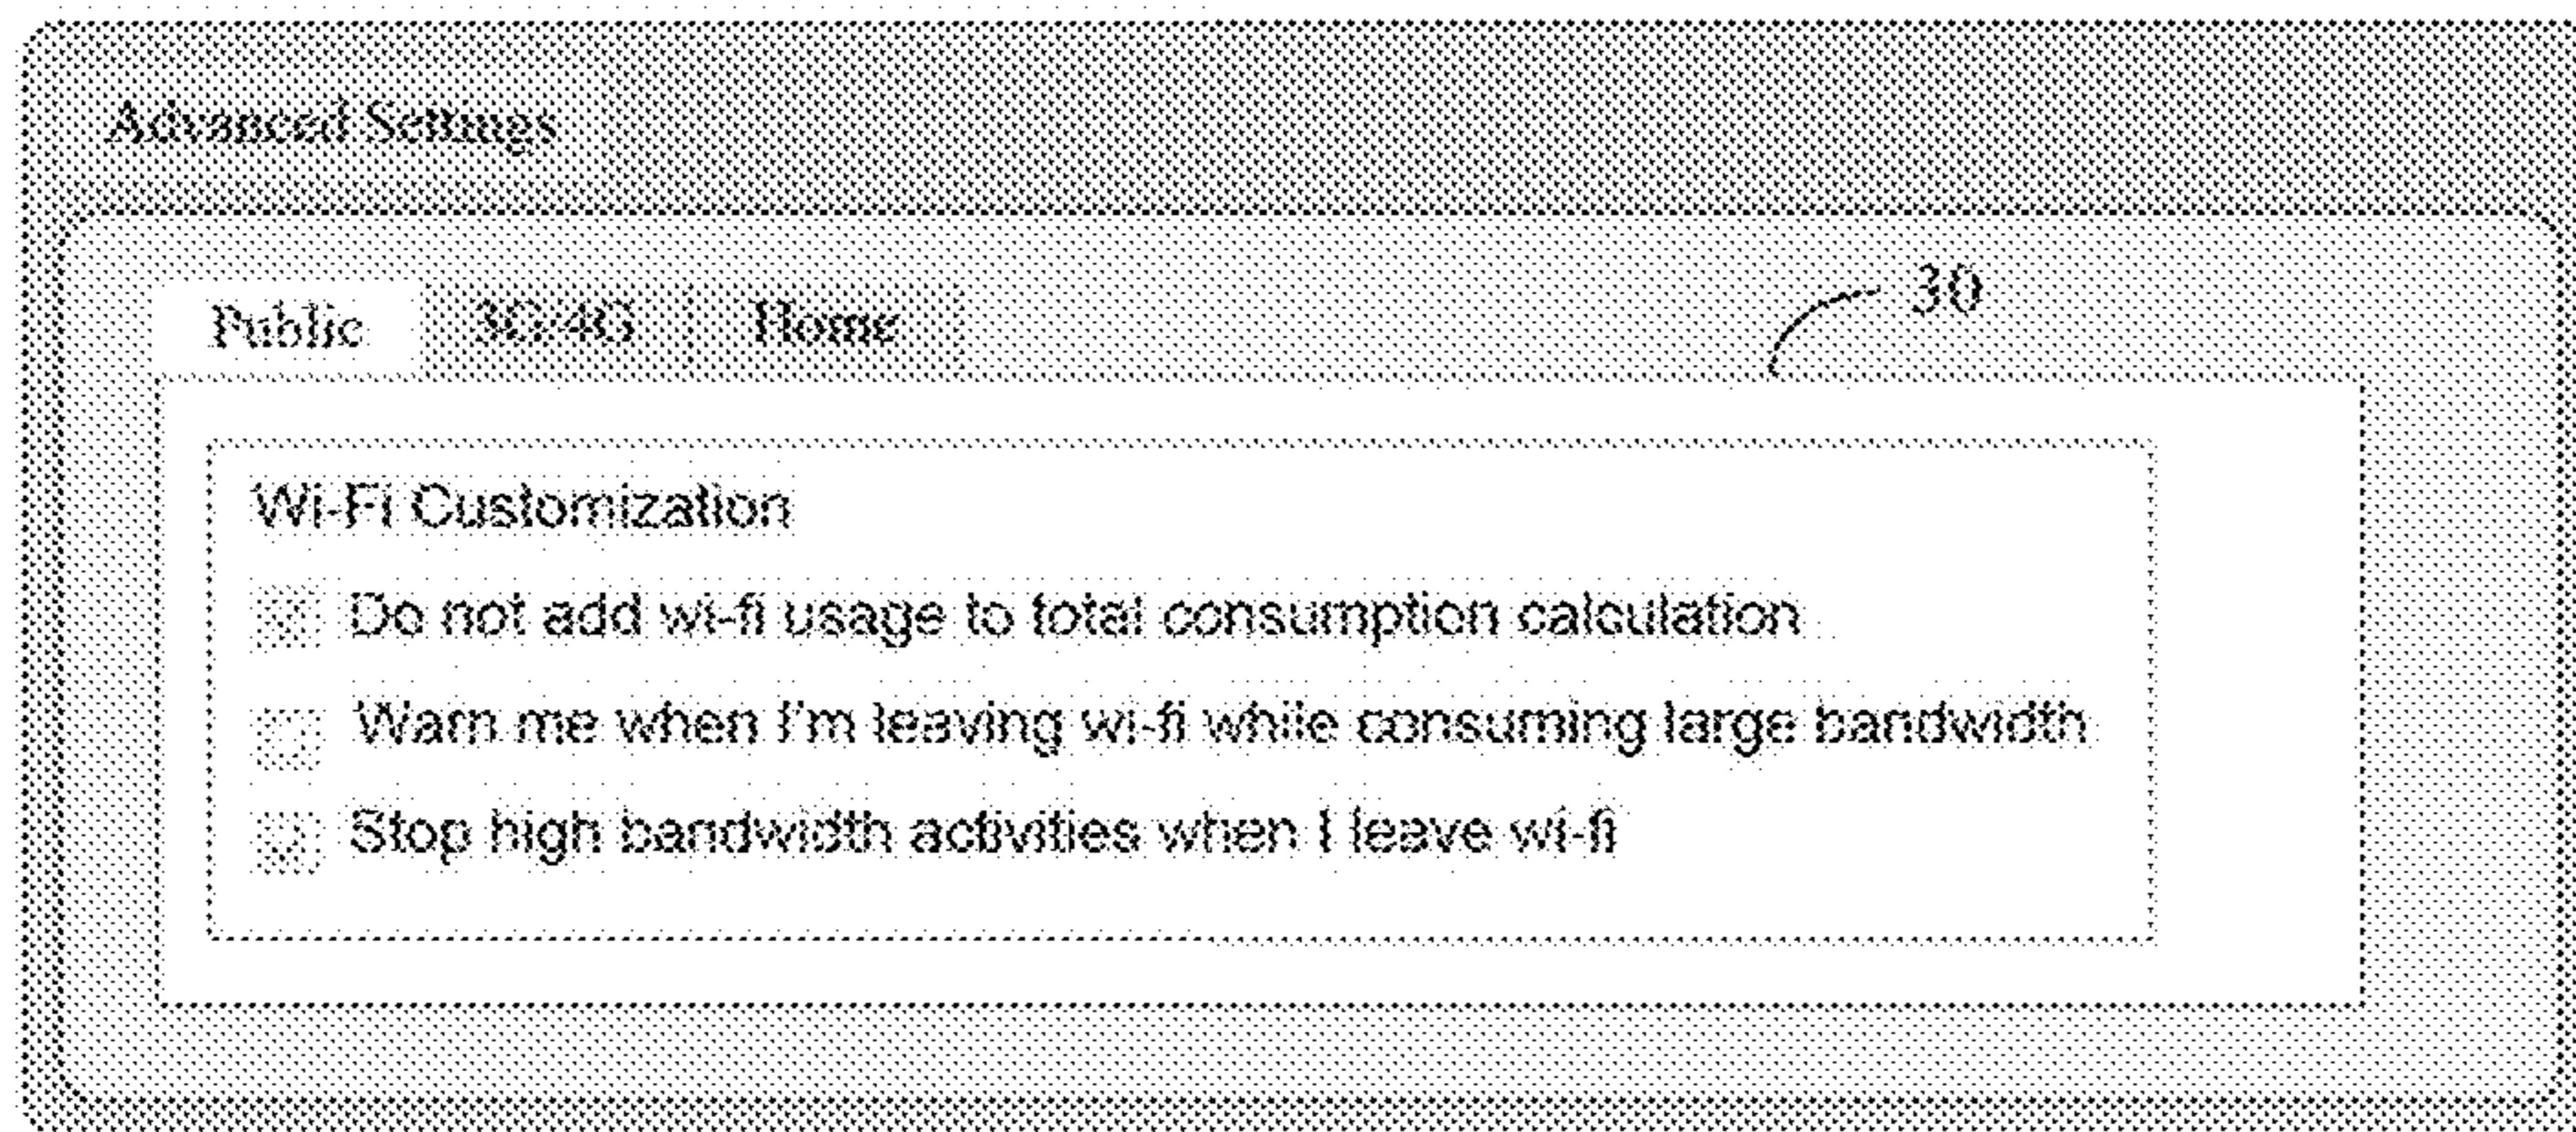 Advanced Settings
Public 3G/4G Home 30
Wi-Fi Customization
Do not add wi-fi usage to total consumption calculation
Warn me when I'm leaving wi-fi while consuming large bandwidth
Stop high bandwidth activities when I leave wi-fi